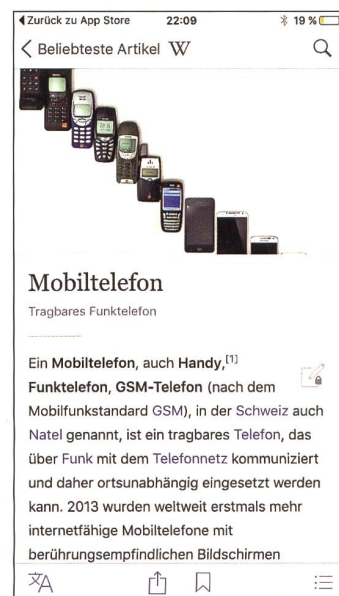 Zurück zu App Store 22:09 19 %
Beliebteste Artikel W
Mobiltelefon
Tragbares Funktelefon
Ein Mobiltelefon, auch Handy,[1]
Funktelefon, GSM-Telefon (nach dem
Mobilfunkstandard GSM), in der Schweiz auch
Natel genannt, ist ein tragbares Telefon, das
über Funk mit dem Telefonnetz kommuniziert
und daher ortsunabhängig eingesetzt werden
kann. 2013 wurden weltweit erstmals mehr
internetfähige Mobiltelefone mit
berührungsempfindlichen Bildschirmen
文A